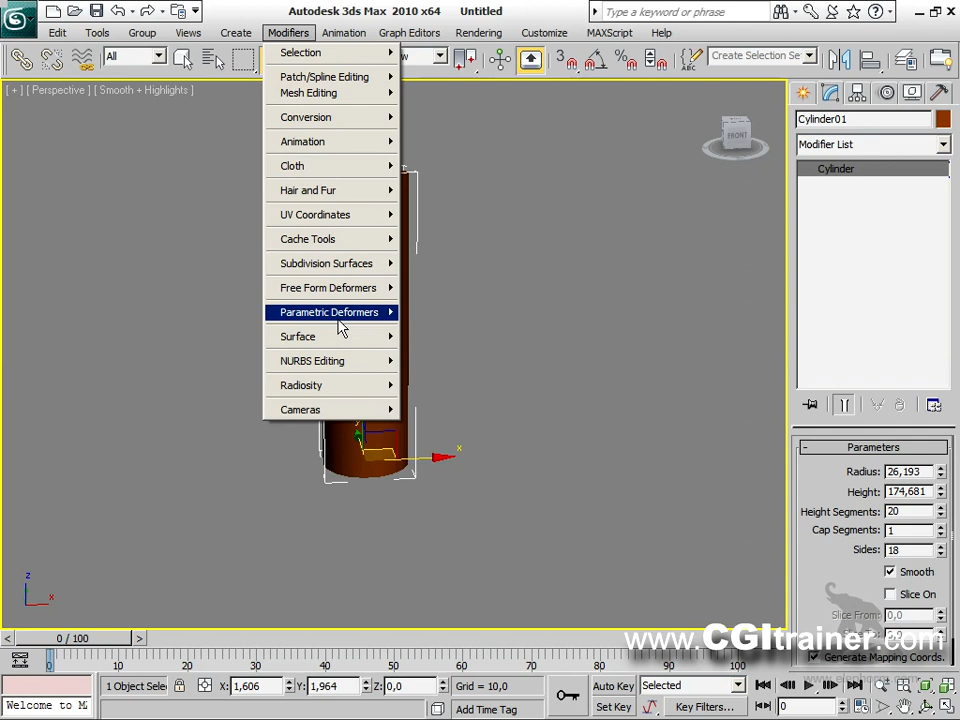 Autodesk 3ds Max 2010 x64 Untitled
Type a keyword or phrase
Edit Tools Group Views Create Modifiers Animation Graph Editors Rendering Customize MAXScript Help
All
Create Selection Se
[ + ] [ Perspective ] [ Smooth + Highlights ]
Selection
Patch/Spline Editing
Mesh Editing
Conversion
Animation
Cloth
Hair and Fur
UV Coordinates
Cache Tools
Subdivision Surfaces
Free Form Deformers
Parametric Deformers
Surface
NURBS Editing
Radiosity
Cameras
FRONT
x
z
x
Cylinder01
Modifier List
Cylinder
Parameters
Radius: 26,193
Height: 174,681
Height Segments: 20
Cap Segments: 1
Sides: 18
Smooth
Slice On
Slice From: 0,0
Generate Mapping Coords.
www.CGItrainer.com
0 / 100
0 10 20 30 40 50 60 70 80 90 100
1 Object Selec X: 1,606 Y: 1,964 Z: 0,0 Grid = 10,0 Auto Key Selected
Welcome to M Add Time Tag Set Key Key Filters... 0